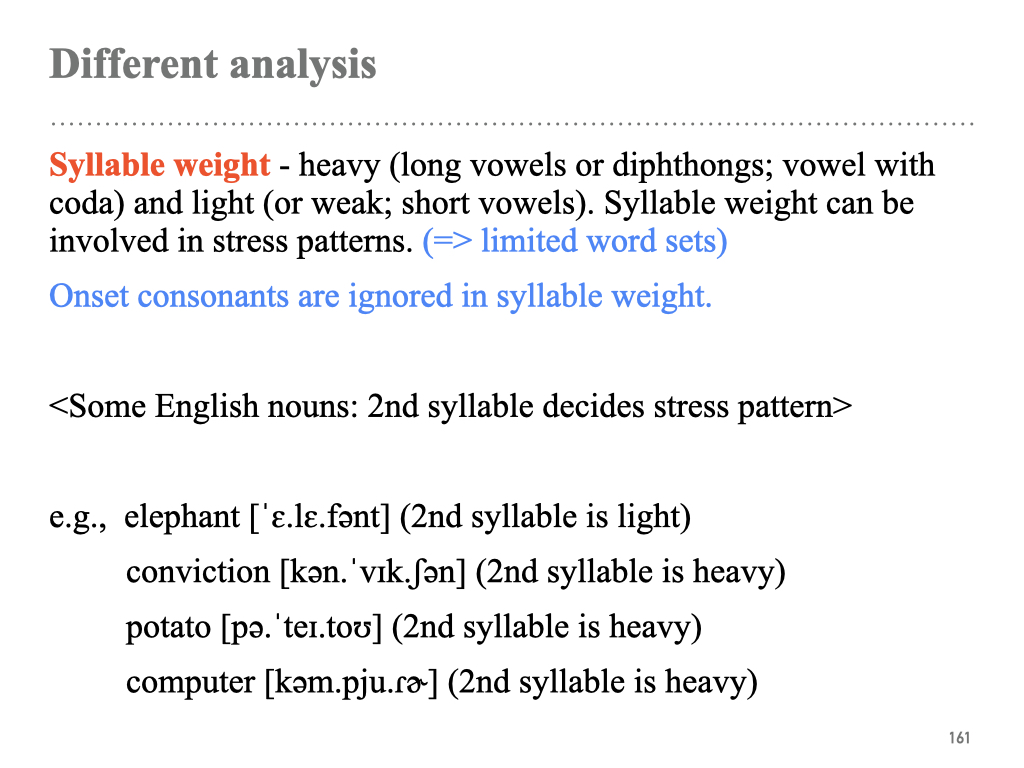 Different analysis
Syllable weight - heavy (long vowels or diphthongs; vowel with
coda) and light (or weak; short vowels). Syllable weight can be
involved in stress patterns. (=> limited word sets)
Onset consonants are ignored in syllable weight.
<Some English nouns: 2nd syllable decides stress pattern>
e.g., elephant [ˈɛ.lɛ.fənt] (2nd syllable is light)
conviction [kən.ˈvɪk.ʃən] (2nd syllable is heavy)
potato [pə.ˈteɪ.toʊ] (2nd syllable is heavy)
computer [kəm.pju.ɾɚ] (2nd syllable is heavy)
161